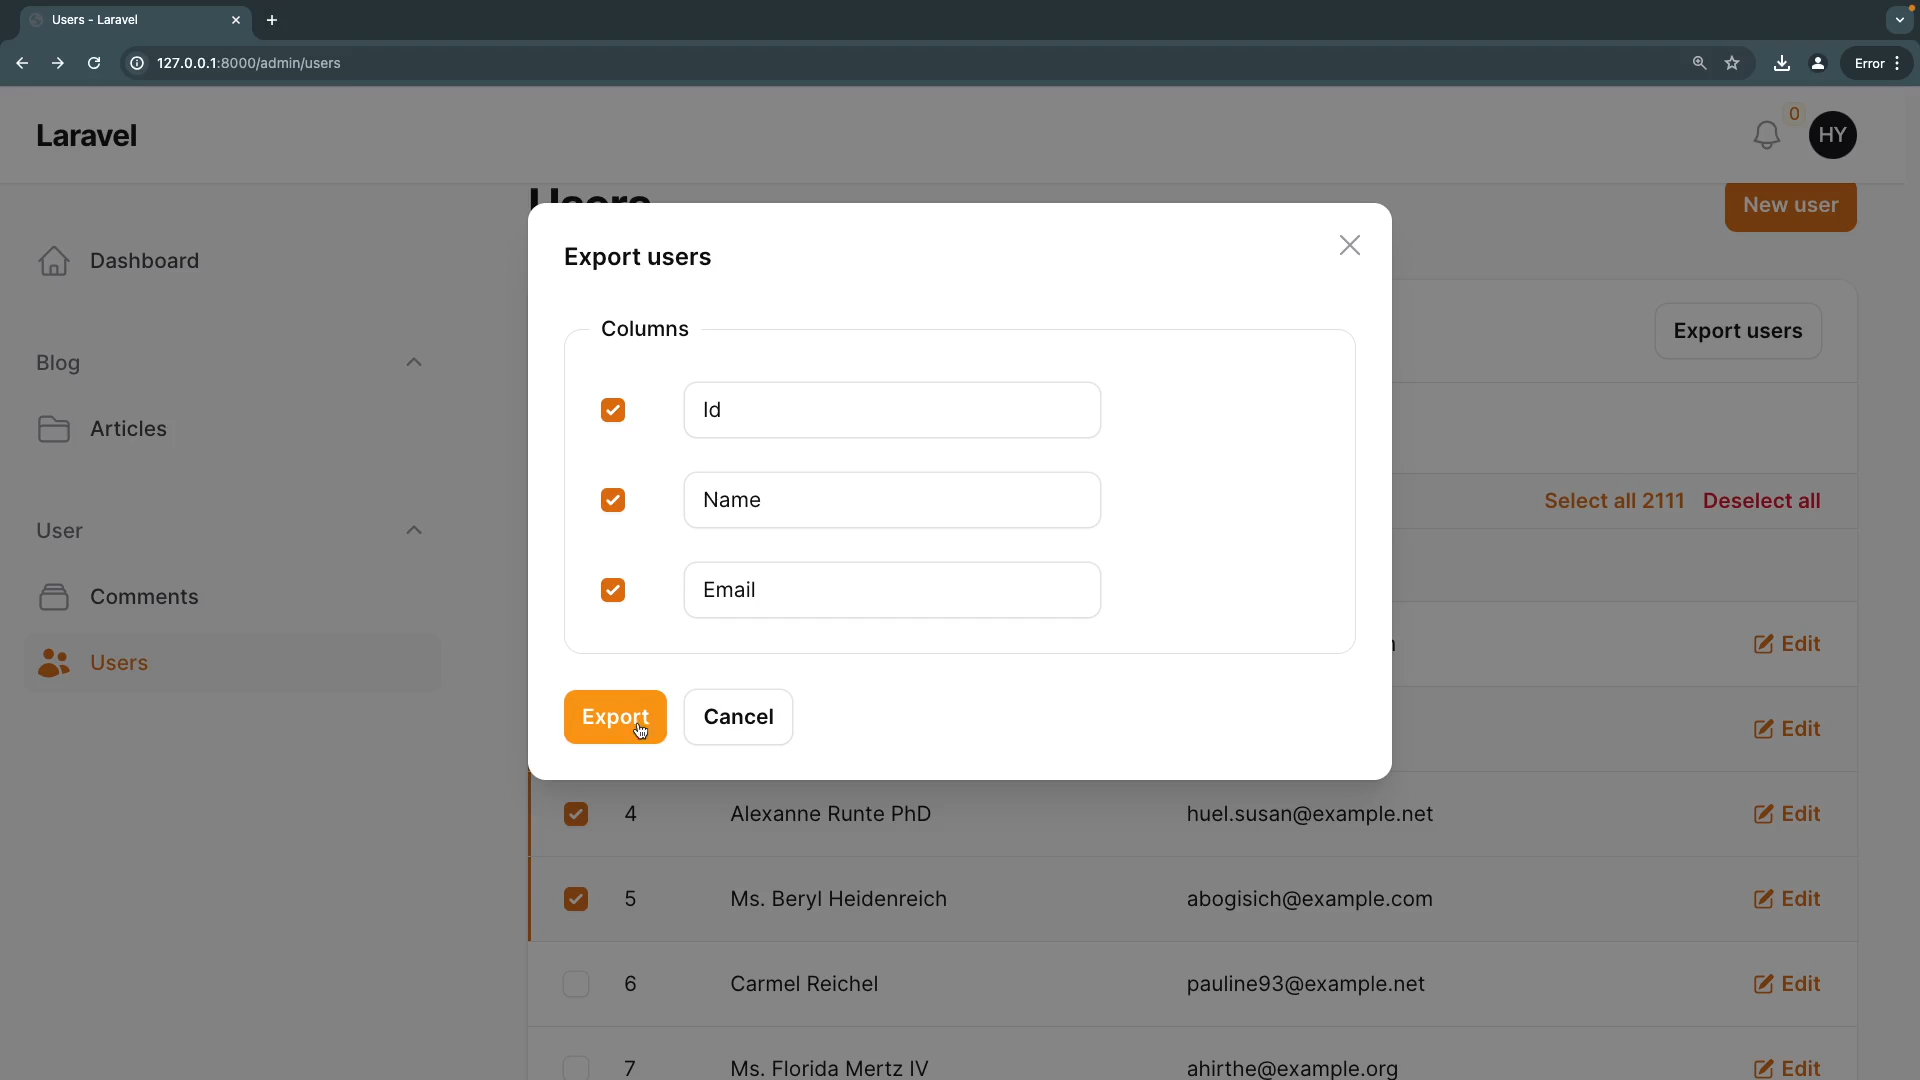 Users - Laravel
127.0.0.1:8000/admin/users
Error
Laravel
0
HY
Users
New user
Dashboard
Export users
Columns
Export users
Blog
Id
Articles
Name
Select all 2111 Deselect all
User
Email
Comments
Edit
Users
Export
Cancel
Edit
4 Alexanne Runte PhD huel.susan@example.net Edit
5 Ms. Beryl Heidenreich abogisich@example.com Edit
6 Carmel Reichel pauline93@example.net Edit
7 Ms. Florida Mertz IV ahirthe@example.org Edit